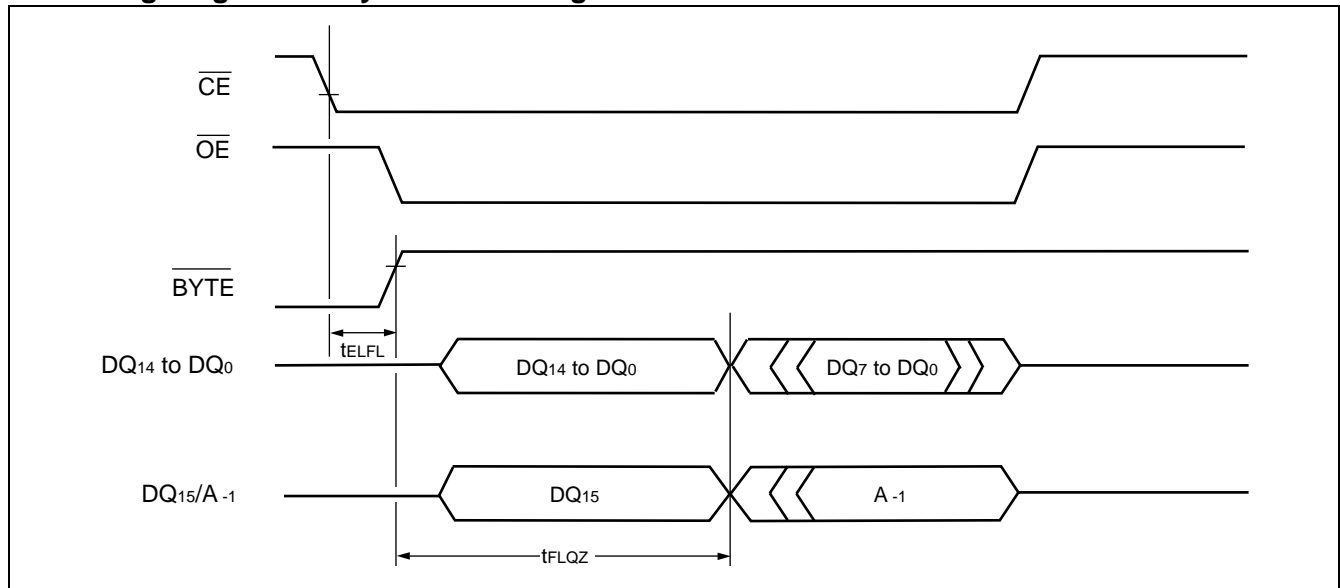 CE
OE
BYTE
tELFL
DQ14 to DQ0
DQ14 to DQ0
DQ7 to DQ0
DQ15/A -1
DQ15
A -1
tFLQZ